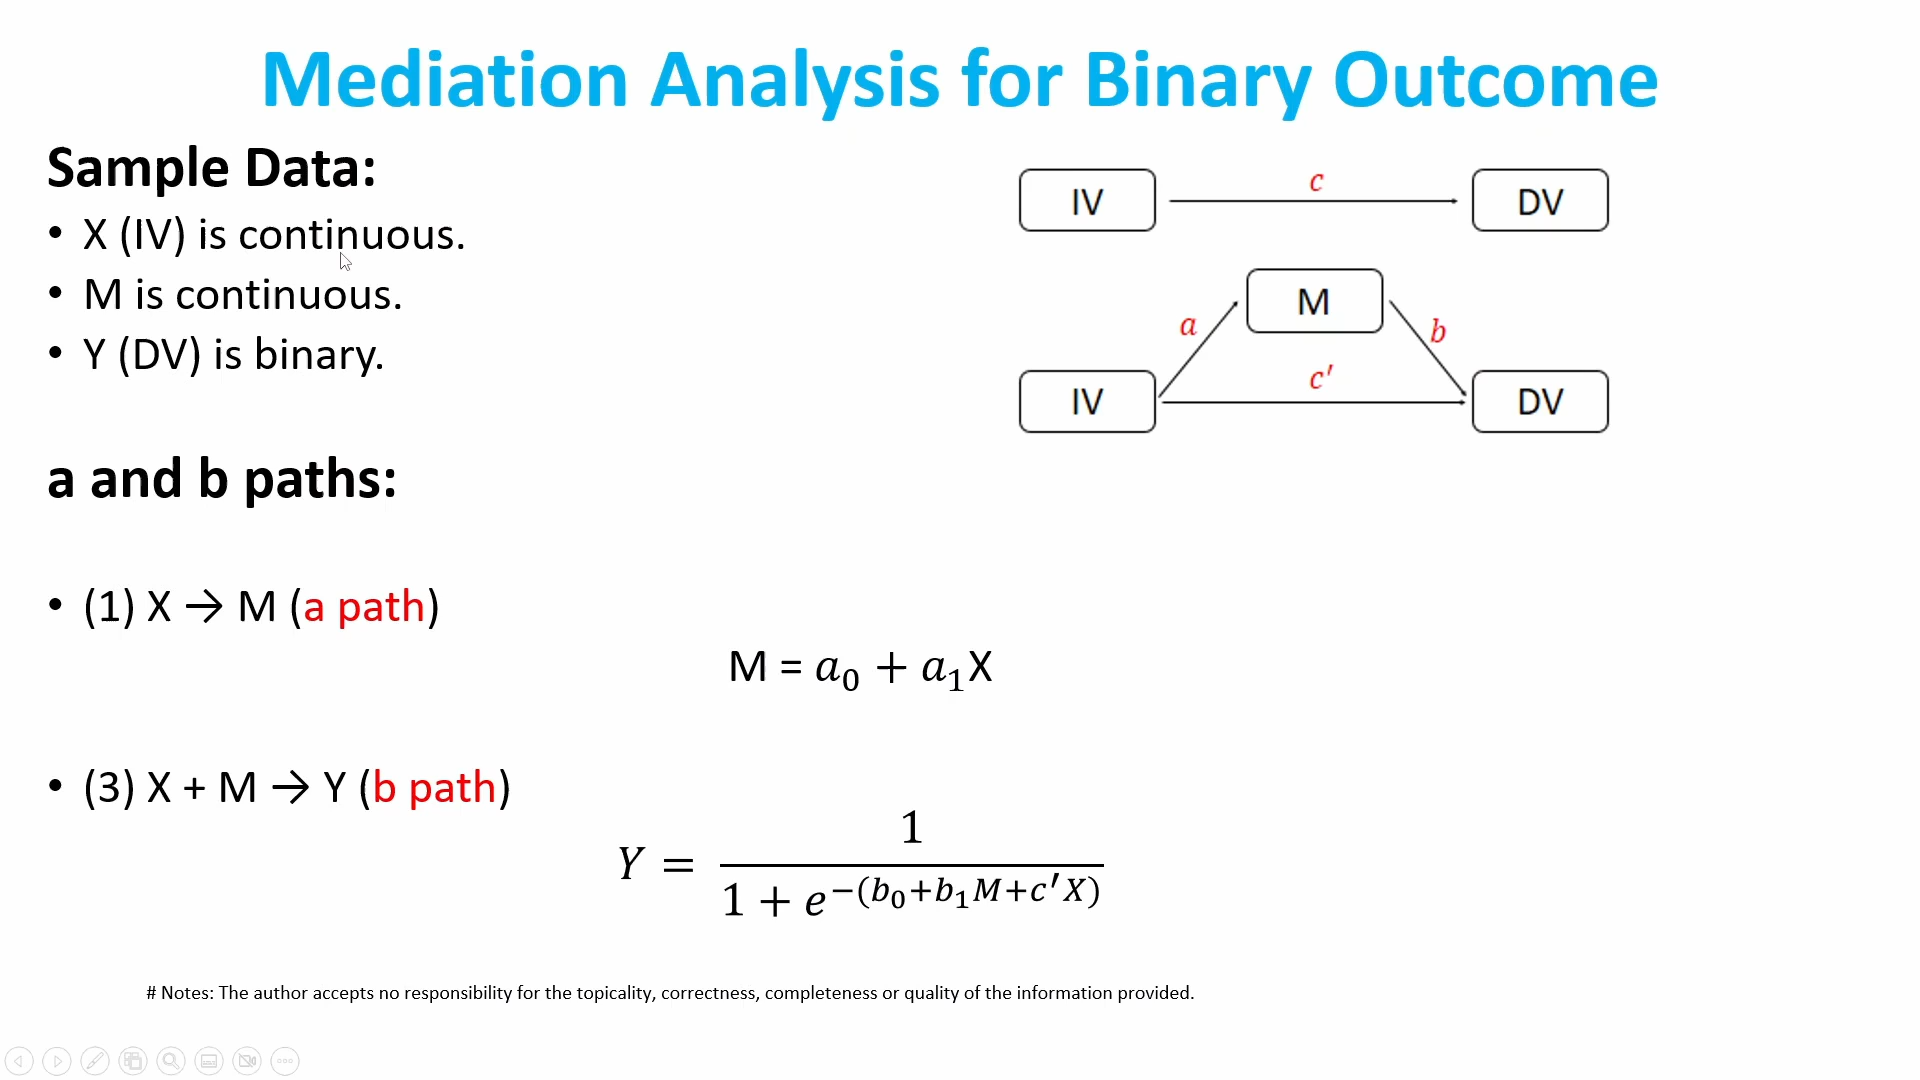 Mediation Analysis for Binary Outcome
Sample Data:
• X (IV) is continuous.
• M is continuous.
• Y (DV) is binary.
IV
c
DV
M
a
b
c′
IV
DV
a and b paths:
• (1) X → M (a path)
M = a₀ + a₁X
• (3) X + M → Y (b path)
Y = 1 / (1 + e^−(b₀+b₁M+c′X))
# Notes: The author accepts no responsibility for the topicality, correctness, completeness or quality of the information provided.